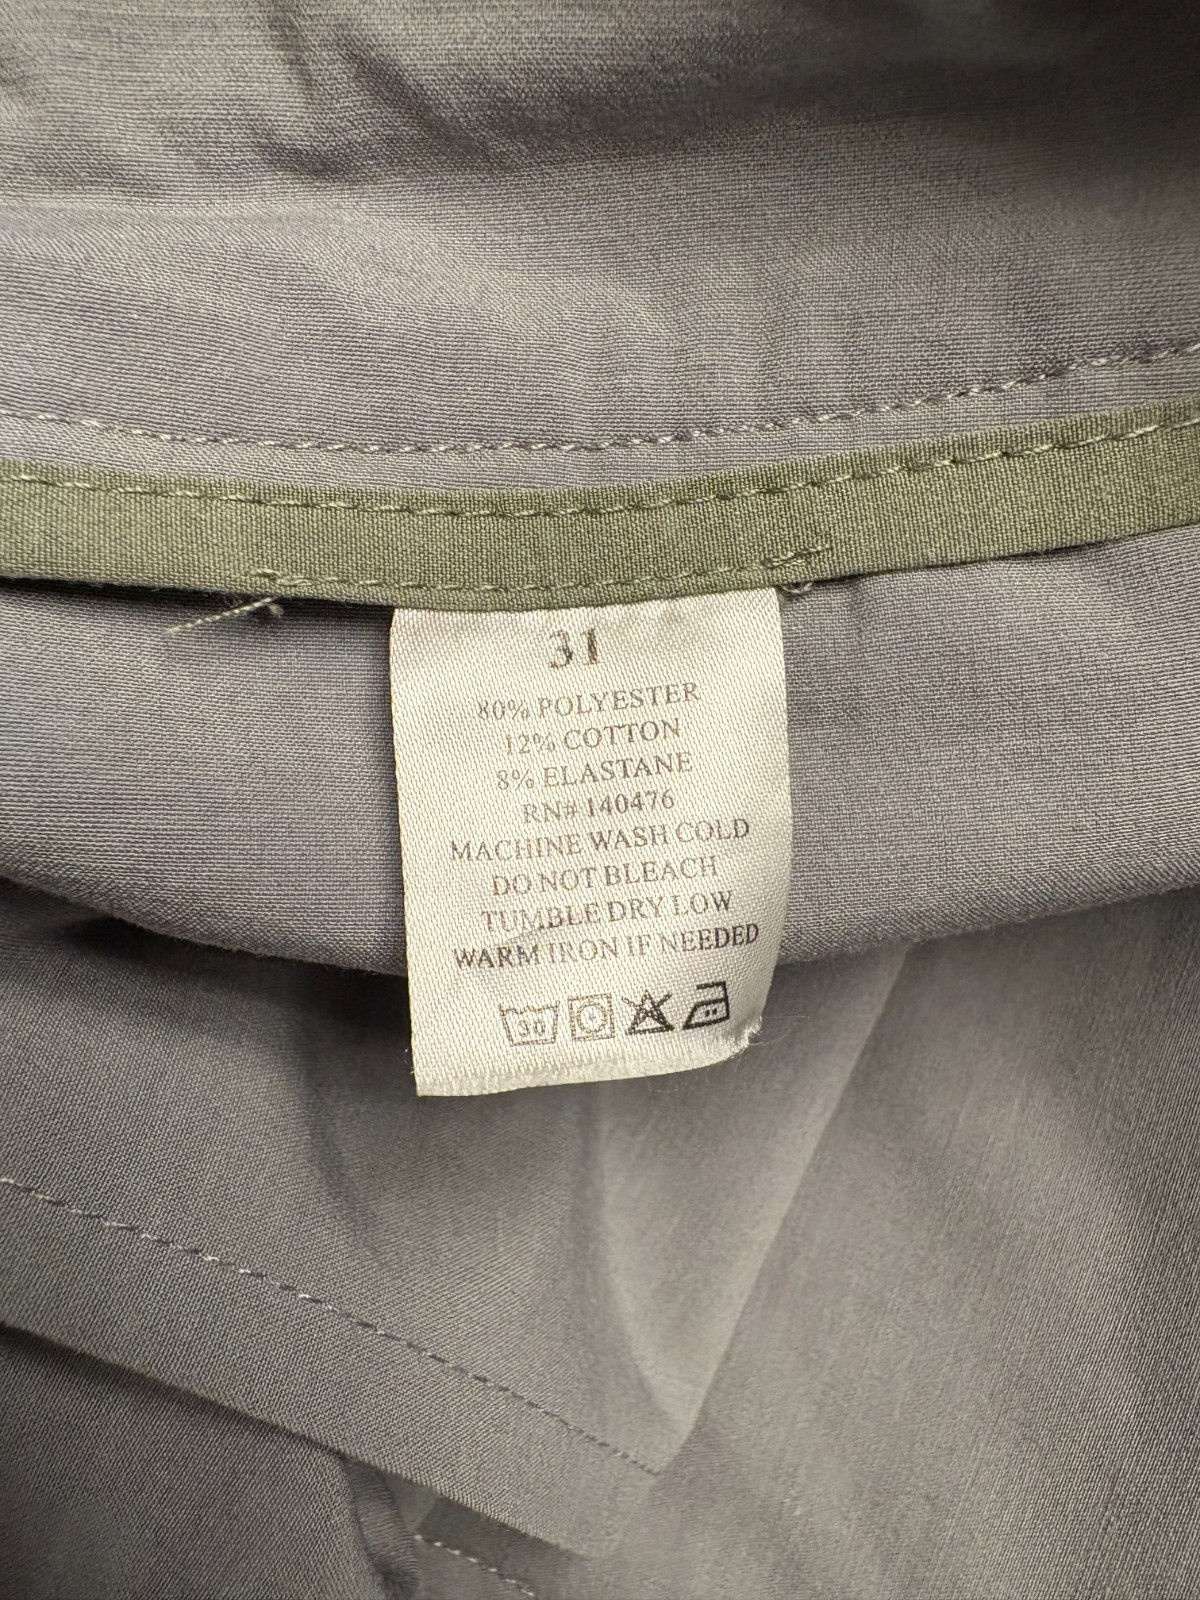 31
80% POLYESTER
12% COTTON
8% ELASTANE
RN# 140476
MACHINE WASH COLD
DO NOT BLEACH
TUMBLE DRY LOW
WARM IRON IF NEEDED
30